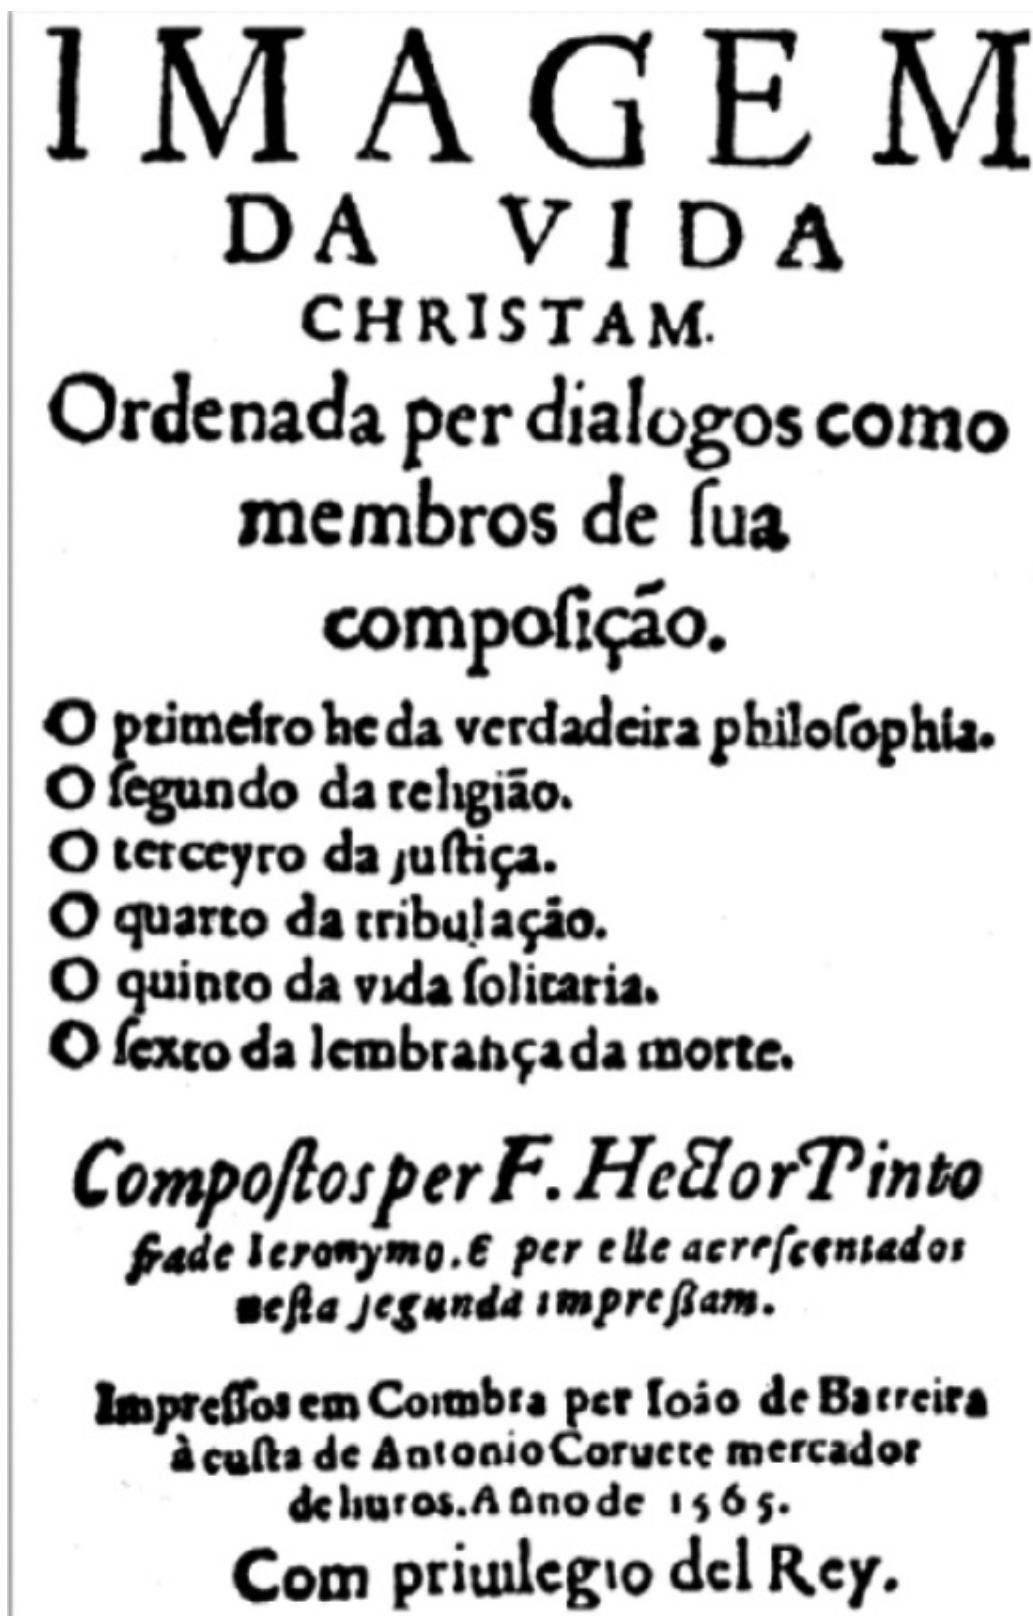 IMAGEM
DA VIDA
CHRISTAM.
Ordenada per dialogos como
membros de ſua
compoſição.
O primeiro he da verdadeira philoſophia.
O ſegundo da religião.
O terceyro da juſtiça.
O quarto da tribulação.
O quinto da vida ſolitaria.
O ſexto da lembrança da morte.
Compoſtos per F. Hector Pinto
frade Ieronymo. & per elle acreſcentados
neſta ſegunda impreßam.
Impreſſos em Coimbra per Ioão de Barreira
à cuſta de Antonio Coruete mercador
de liuros. Anno de 1565.
Com priuilegio del Rey.